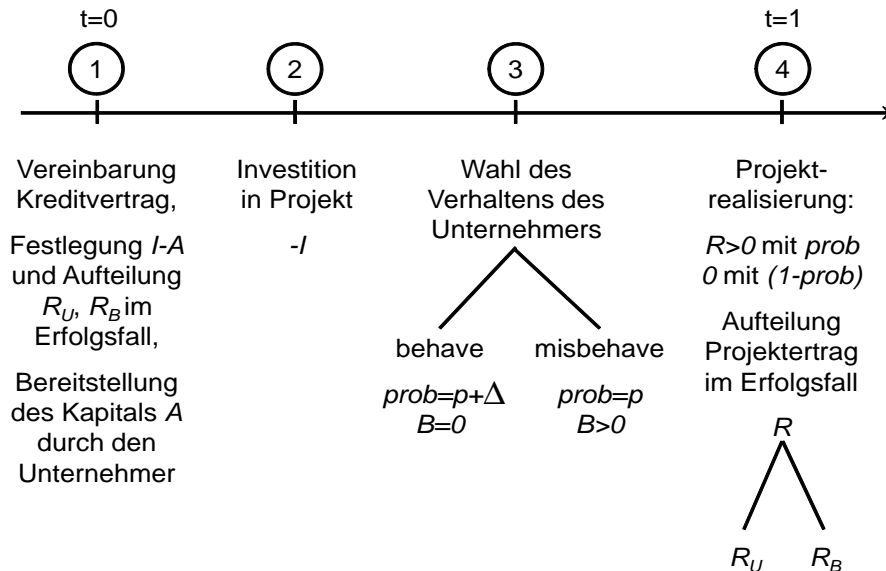 t=0
t=1
1
2
3
4
Vereinbarung
Kreditvertrag,
Festlegung I-A
und Aufteilung
R_U, R_B im
Erfolgsfall,
Bereitstellung
des Kapitals A
durch den
Unternehmer
Investition
in Projekt
-I
Wahl des
Verhaltens des
Unternehmers
behave
prob=p+Δ
B=0
misbehave
prob=p
B>0
Projekt-
realisierung:
R>0 mit prob
0 mit (1-prob)
Aufteilung
Projektertrag
im Erfolgsfall
R
R_U
R_B